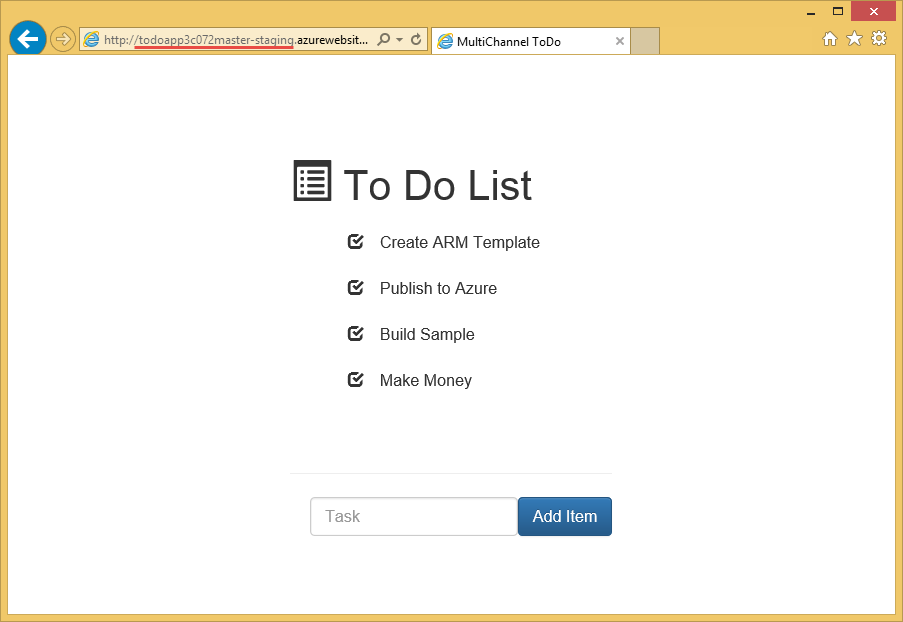 http://todoapp3c072master-staging.azurewebsit...
MultiChannel ToDo
To Do List
Create ARM Template
Publish to Azure
Build Sample
Make Money
Task
Add Item